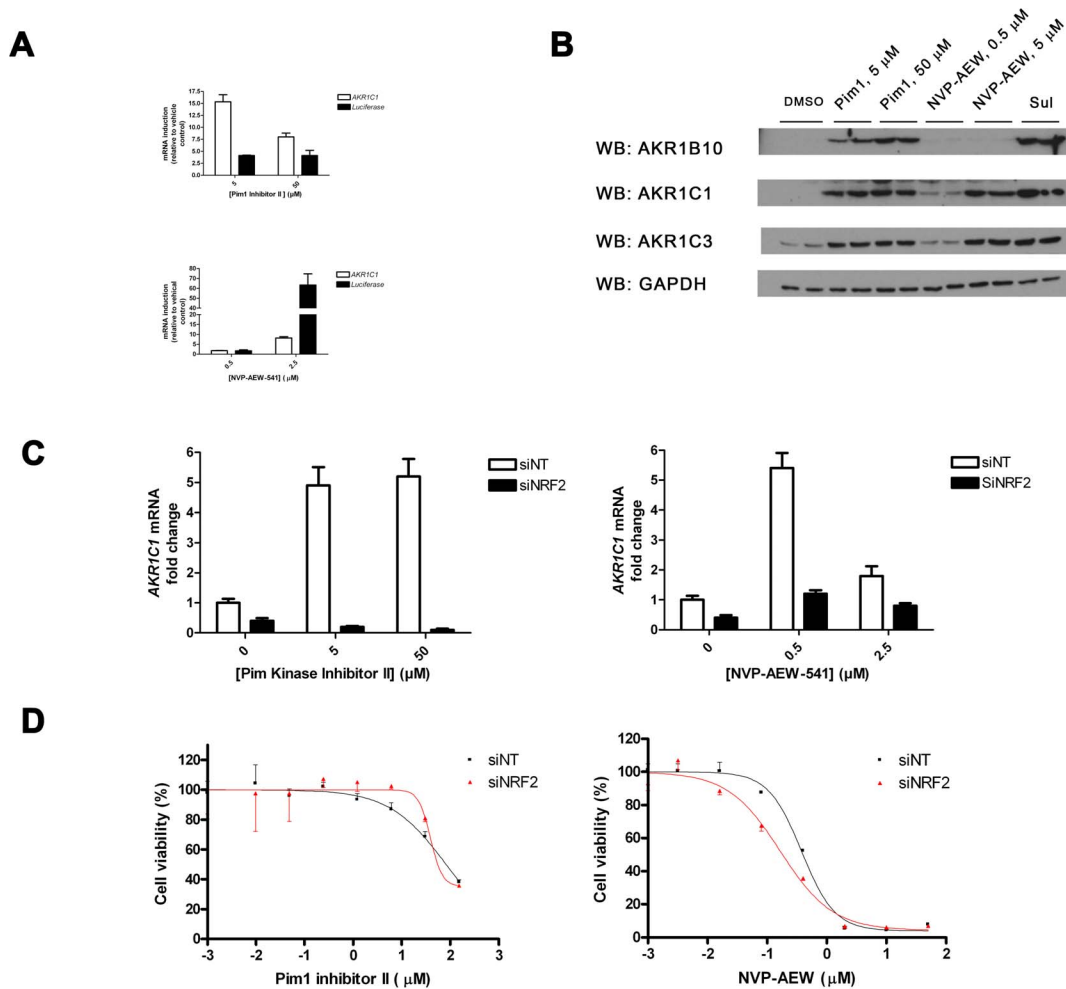 A
17.5
15.0
12.5
10.0
7.5
5.0
2.5
0.0
mRNA induction
(relative to vehicle
control)
AKR1C1
Luciferase
5
50
[Pim1 Inhibitor II ] (µM)
80
70
60
50
40
30
20
20
15
10
5
0
mRNA induction
(relative to vehical
control)
AKR1C1
Luciferase
0.5
2.5
[NVP-AEW-541] ( µM)
B
DMSO
Pim1, 5 µM
Pim1, 50 µM
NVP-AEW, 0.5 µM
NVP-AEW, 5 µM
Sul
WB: AKR1B10
WB: AKR1C1
WB: AKR1C3
WB: GAPDH
C
6
5
4
3
2
1
0
AKR1C1 mRNA
fold change
siNT
siNRF2
0
5
50
[Pim Kinase Inhibitor II] (µM)
6
5
4
3
2
1
0
AKR1C1 mRNA
fold change
siNT
SiNRF2
0
0.5
2.5
[NVP-AEW-541] (µM)
D
120
100
80
60
40
20
0
Cell viability (%)
siNT
siNRF2
-3 -2 -1 0 1 2 3
Pim1 inhibitor II ( µM)
120
100
80
60
40
20
0
Cell viability (%)
siNT
siNRF2
-3 -2 -1 0 1 2
NVP-AEW (µM)